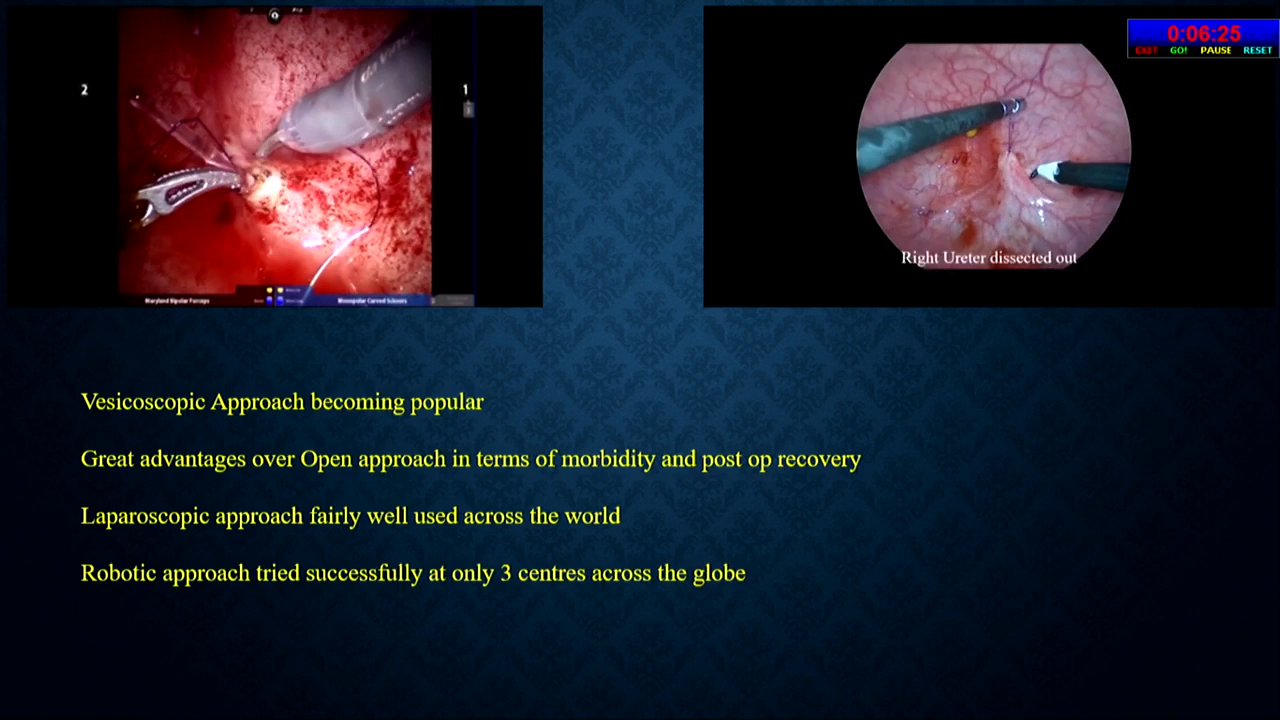 2
1
Maryland Bipolar Forceps
Monopolar Curved Scissors
0:06:25
EXIT GO! PAUSE RESET
Right Ureter dissected out
Vesicoscopic Approach becoming popular
Great advantages over Open approach in terms of morbidity and post op recovery
Laparoscopic approach fairly well used across the world
Robotic approach tried successfully at only 3 centres across the globe